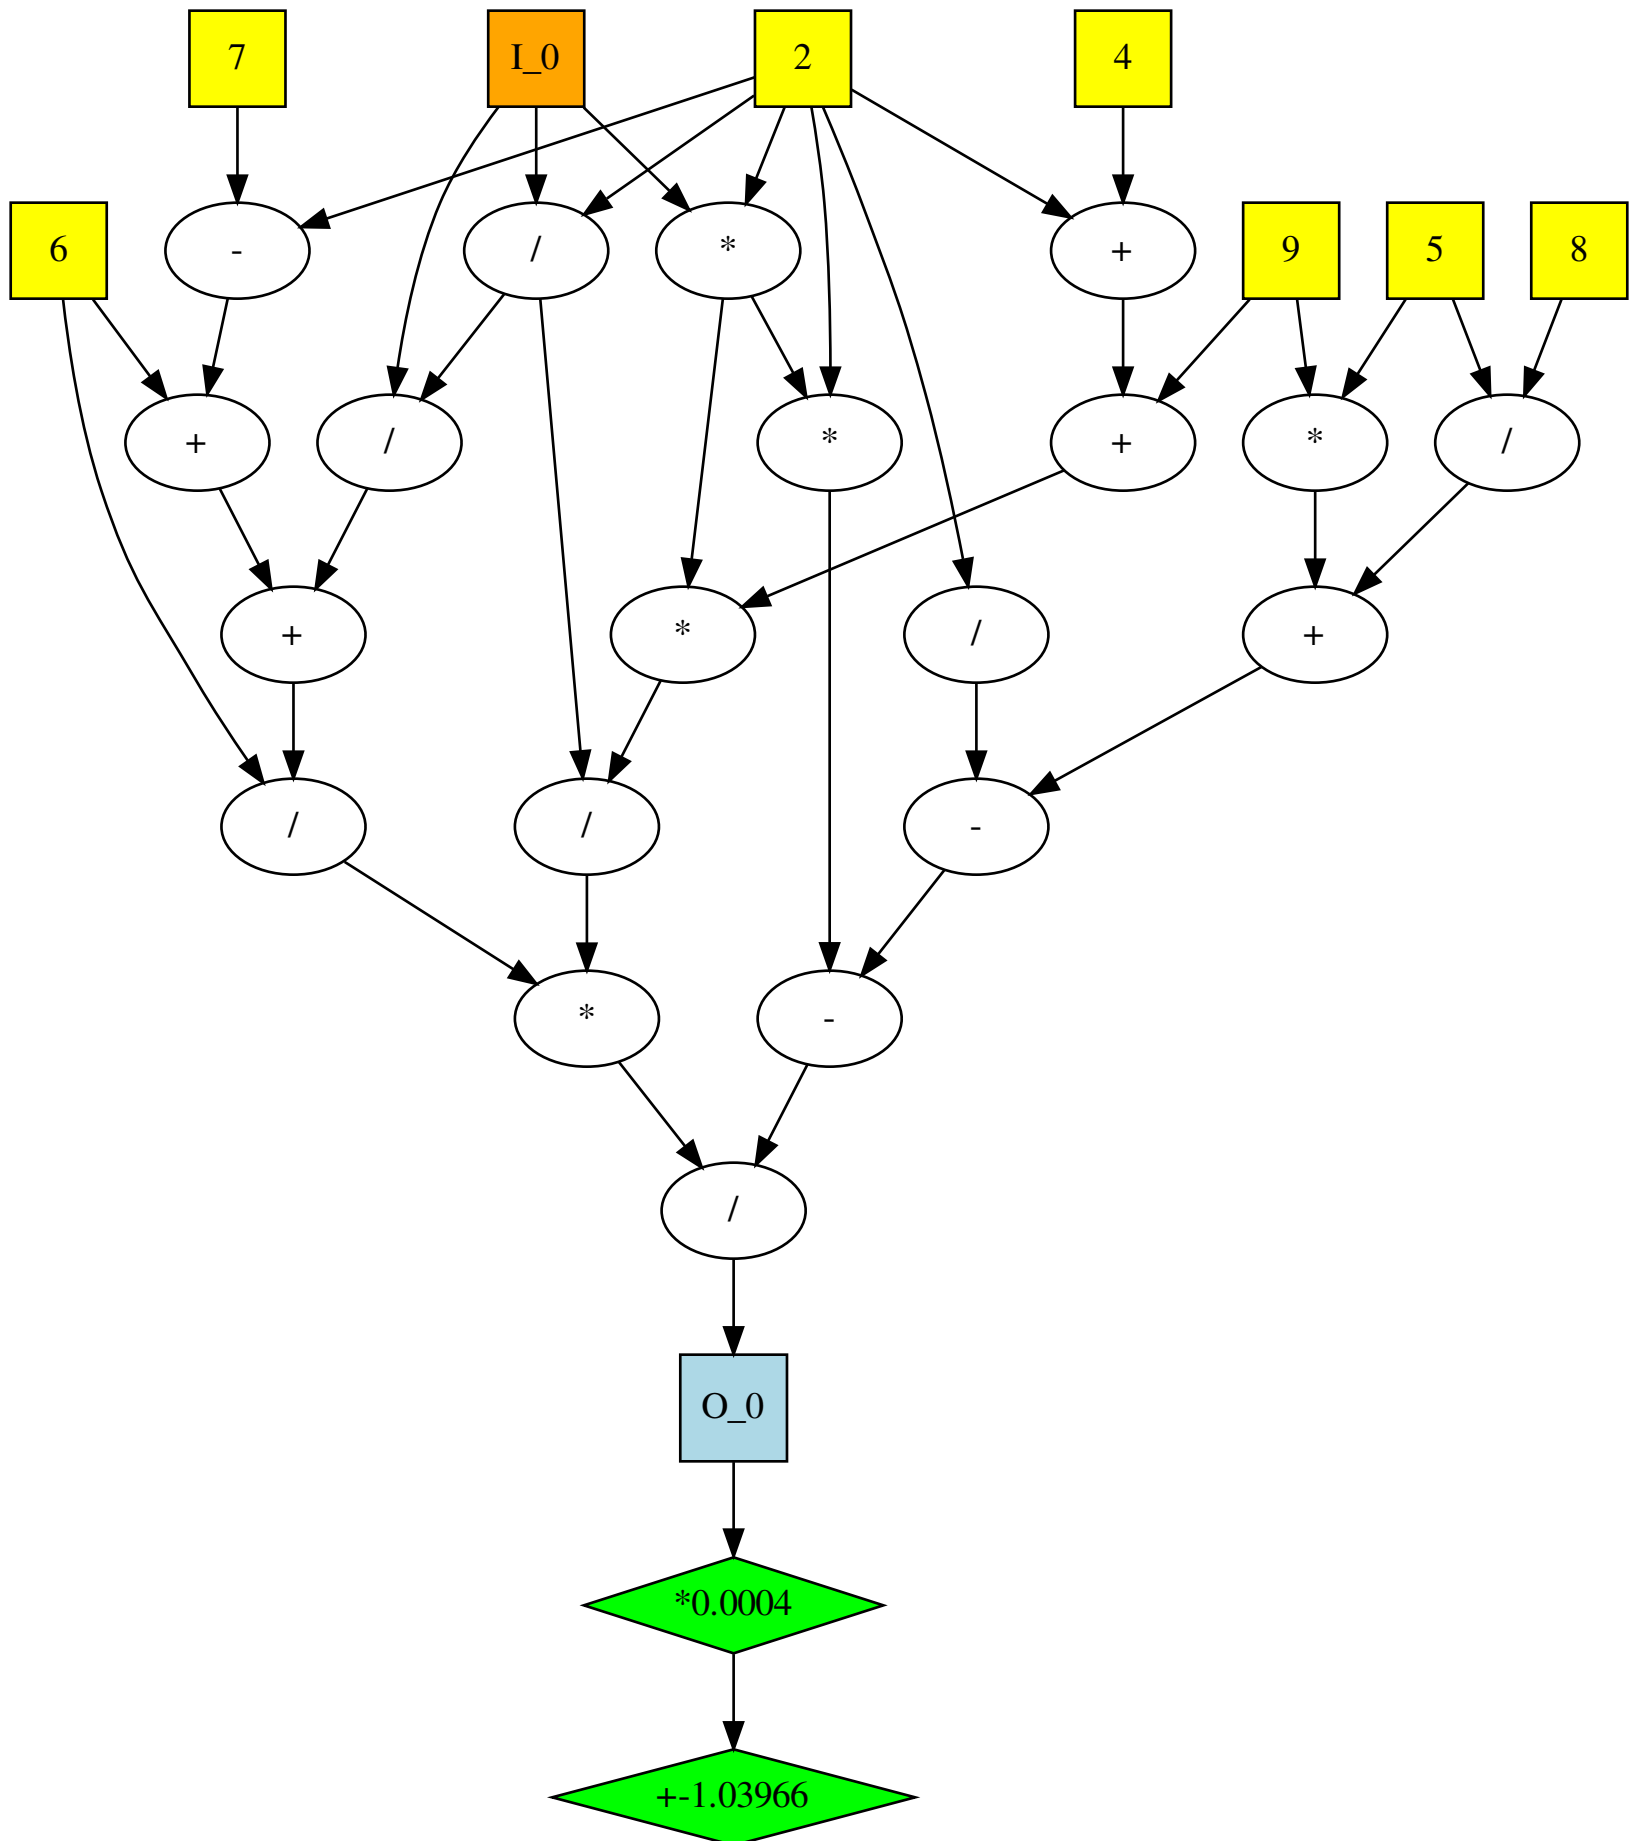 7 I_0 2 4
6 - / * + 9 5 8
+ / * + * /
+ * / +
/ / -
* -
/
O_0
*0.0004
+-1.03966